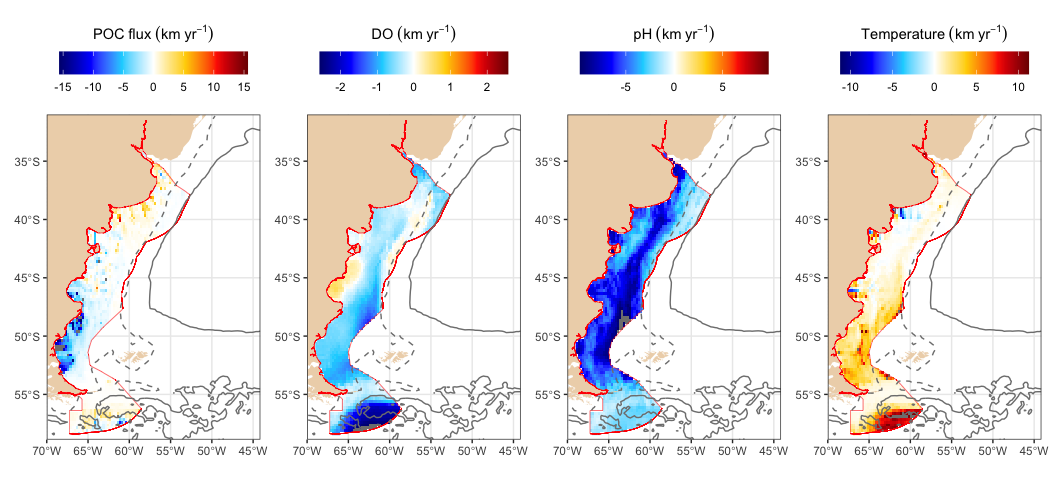 POC flux (km yr⁻¹)
DO (km yr⁻¹)
pH (km yr⁻¹)
Temperature (km yr⁻¹)
-15 -10 -5 0 5 10 15
-2 -1 0 1 2
-5 0 5
-10 -5 0 5 10
35°S
40°S
45°S
50°S
55°S
70°W 65°W 60°W 55°W 50°W 45°W
35°S
40°S
45°S
50°S
55°S
70°W 65°W 60°W 55°W 50°W 45°W
35°S
40°S
45°S
50°S
55°S
70°W 65°W 60°W 55°W 50°W 45°W
35°S
40°S
45°S
50°S
55°S
70°W 65°W 60°W 55°W 50°W 45°W